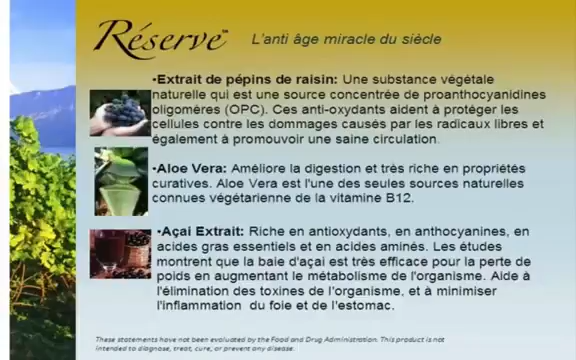 Réserve™ L'anti âge miracle du siècle
•Extrait de pépins de raisin: Une substance végétale
naturelle qui est une source concentrée de proanthocyanidines
oligomères (OPC). Ces anti-oxydants aident à protéger les
cellules contre les dommages causés par les radicaux libres et
également à promouvoir une saine circulation.
•Aloe Vera: Améliore la digestion et très riche en propriétés
curatives. Aloe Vera est l'une des seules sources naturelles
connues végétarienne de la vitamine B12.
•Açai Extrait: Riche en antioxydants, en anthocyanines, en
acides gras essentiels et en acides aminés. Les études
montrent que la baie d'açai est très efficace pour la perte de
poids en augmentant le métabolisme de l'organisme. Aide à
l'élimination des toxines de l'organisme, et à minimiser
l'inflammation du foie et de l'estomac.
These statements have not been evaluated by the Food and Drug Administration. This product is not
intended to diagnose, treat, cure, or prevent any disease.